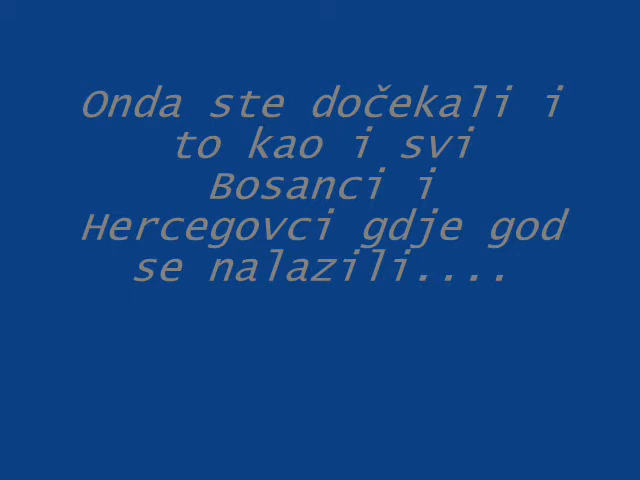 Onda ste dočekali i
to kao i svi
Bosanci i
Hercegovci gdje god
se nalazili....